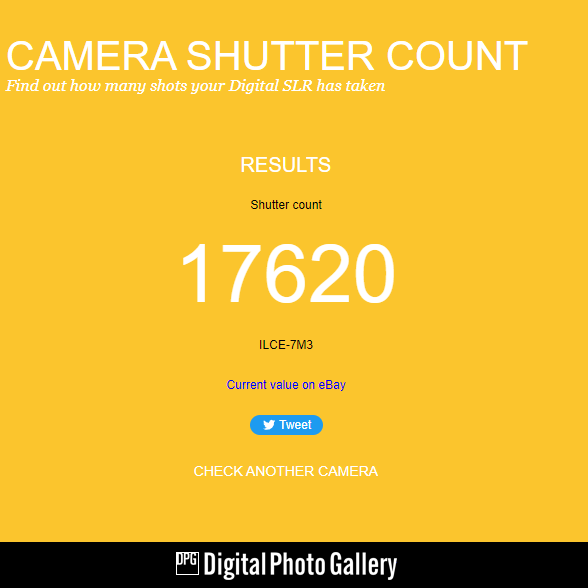 CAMERA SHUTTER COUNT
Find out how many shots your Digital SLR has taken
RESULTS
Shutter count
17620
ILCE-7M3
Current value on eBay
Tweet
CHECK ANOTHER CAMERA
DPG Digital Photo Gallery